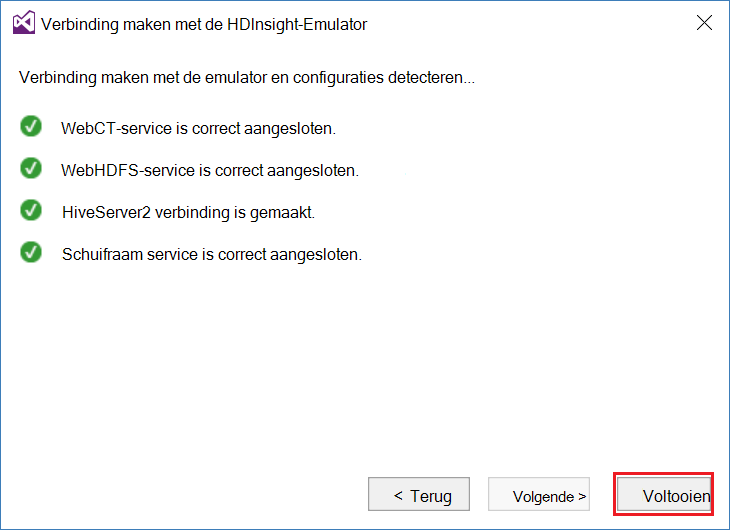 Verbinding maken met de HDInsight-Emulator
Verbinding maken met de emulator en configuraties detecteren...
WebCT-service is correct aangesloten.
WebHDFS-service is correct aangesloten.
HiveServer2 verbinding is gemaakt.
Schuifraam service is correct aangesloten.
< Terug
Volgende >
Voltooien